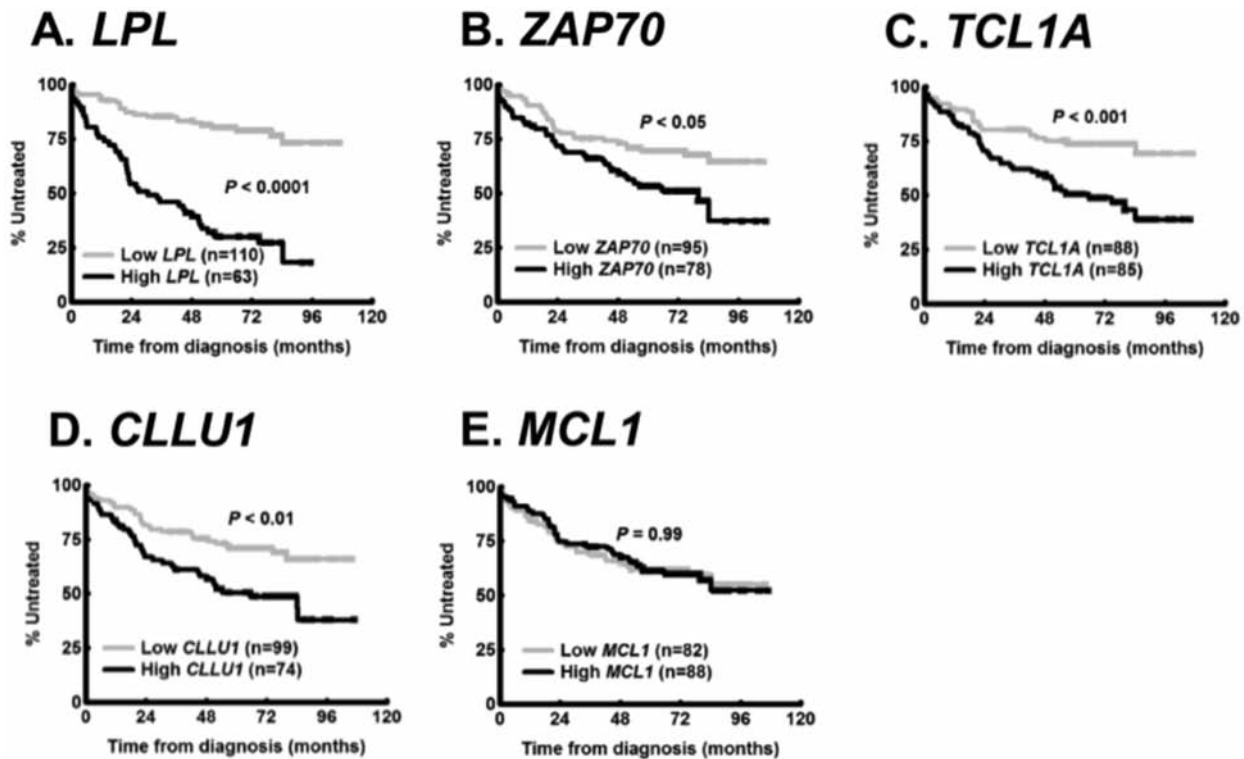 A. LPL
100
75
50
25
0
% Untreated
P < 0.0001
Low LPL (n=110)
High LPL (n=63)
0 24 48 72 96 120
Time from diagnosis (months)
B. ZAP70
100
75
50
25
0
% Untreated
P < 0.05
Low ZAP70 (n=95)
High ZAP70 (n=78)
0 24 48 72 96 120
Time from diagnosis (months)
C. TCL1A
100
75
50
25
0
% Untreated
P < 0.001
Low TCL1A (n=88)
High TCL1A (n=85)
0 24 48 72 96 120
Time from diagnosis (months)
D. CLLU1
100
75
50
25
0
% Untreated
P < 0.01
Low CLLU1 (n=99)
High CLLU1 (n=74)
0 24 48 72 96 120
Time from diagnosis (months)
E. MCL1
100
75
50
25
0
% Untreated
P = 0.99
Low MCL1 (n=82)
High MCL1 (n=88)
0 24 48 72 96 120
Time from diagnosis (months)